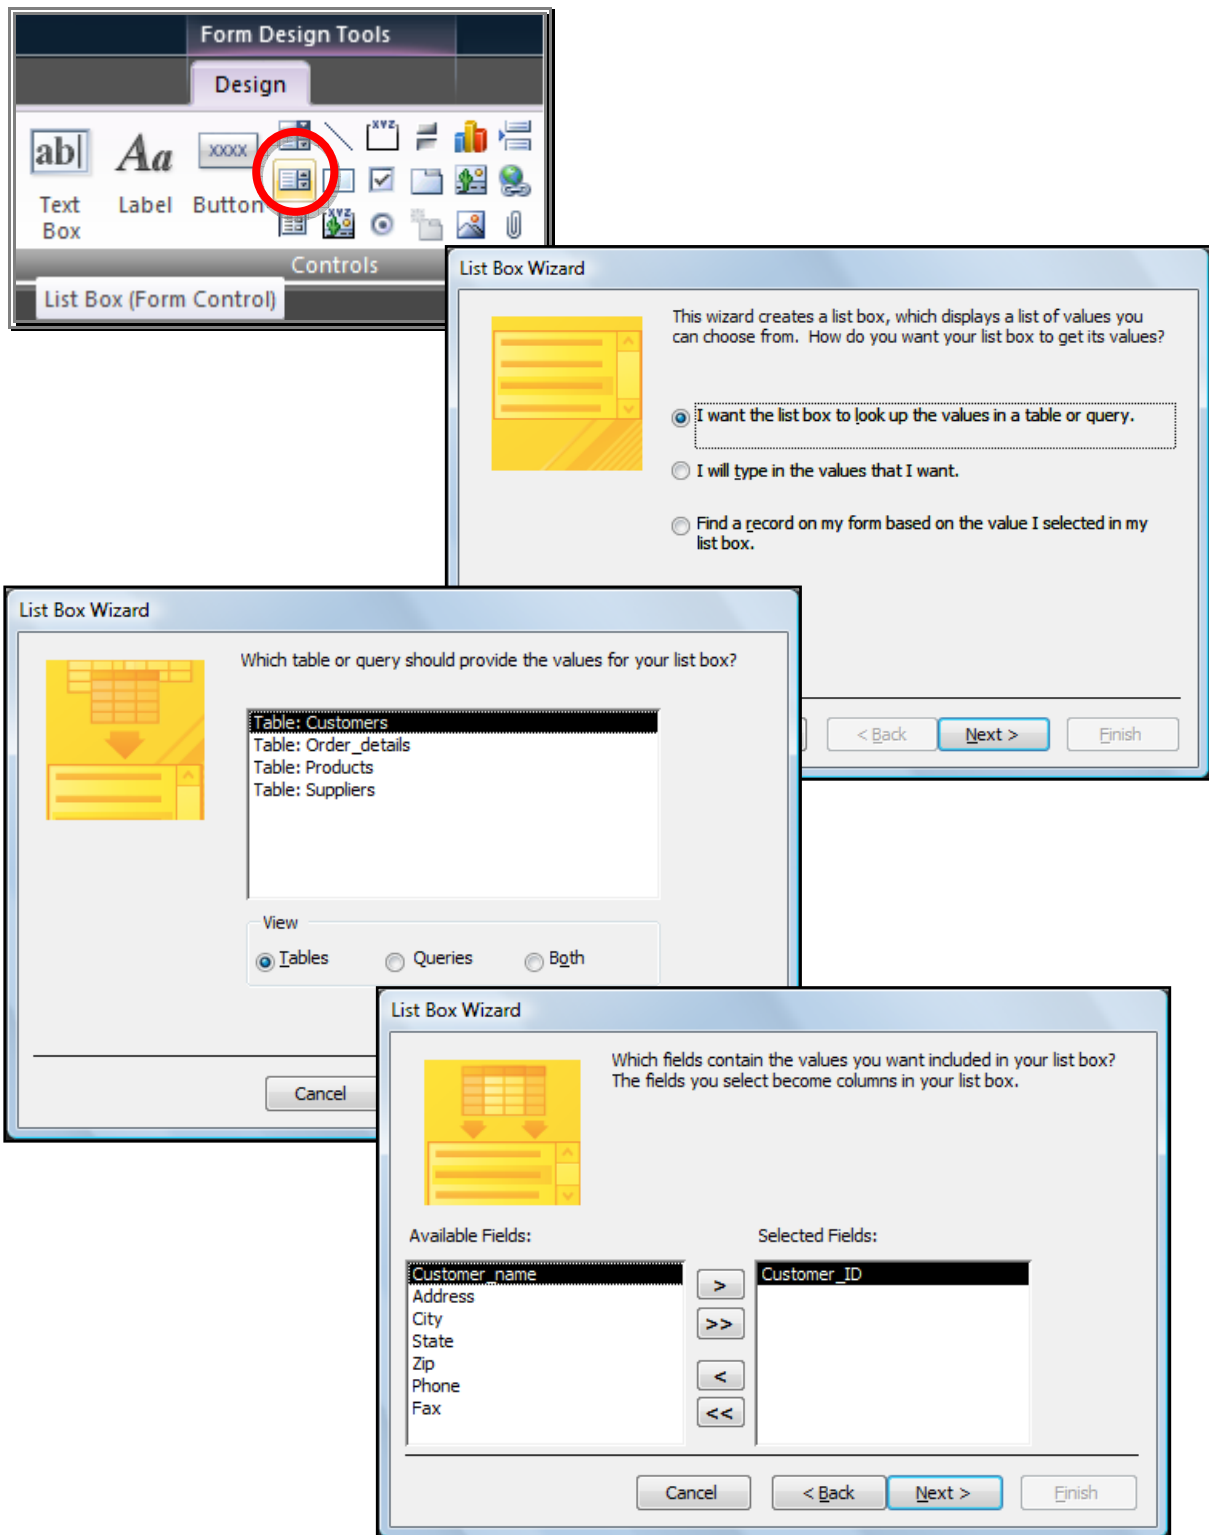 Form Design Tools
Design
ab|
Aa
XXXX
XYZ
Text
Box
Label
Button
XYZ
Controls
List Box (Form Control)
List Box Wizard
This wizard creates a list box, which displays a list of values you
can choose from. How do you want your list box to get its values?
I want the list box to look up the values in a table or query.
I will type in the values that I want.
Find a record on my form based on the value I selected in my
list box.
< Back
Next >
Finish
List Box Wizard
Which table or query should provide the values for your list box?
Table: Customers
Table: Order_details
Table: Products
Table: Suppliers
View
Tables
Queries
Both
Cancel
List Box Wizard
Which fields contain the values you want included in your list box?
The fields you select become columns in your list box.
Available Fields:
Selected Fields:
Customer_name
Address
City
State
Zip
Phone
Fax
>
>>
<
<<
Customer_ID
Cancel
< Back
Next >
Finish